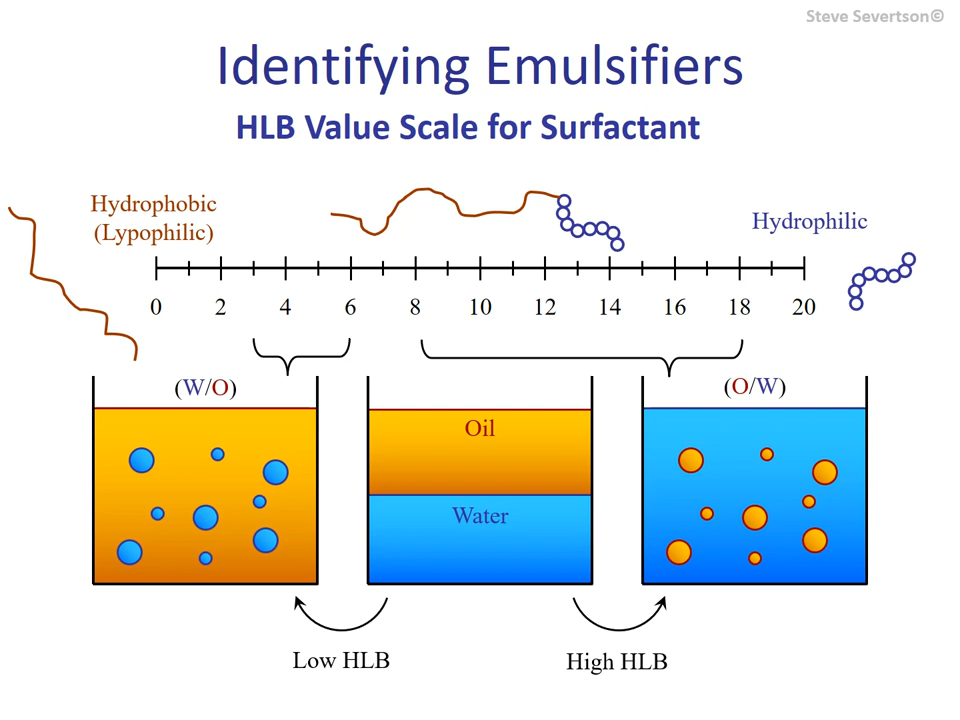 Steve Severtson©
Identifying Emulsifiers
HLB Value Scale for Surfactant
Hydrophobic
(Lypophilic)
Hydrophilic
0 2 4 6 8 10 12 14 16 18 20
(W/O)
(O/W)
Oil
Water
Low HLB
High HLB